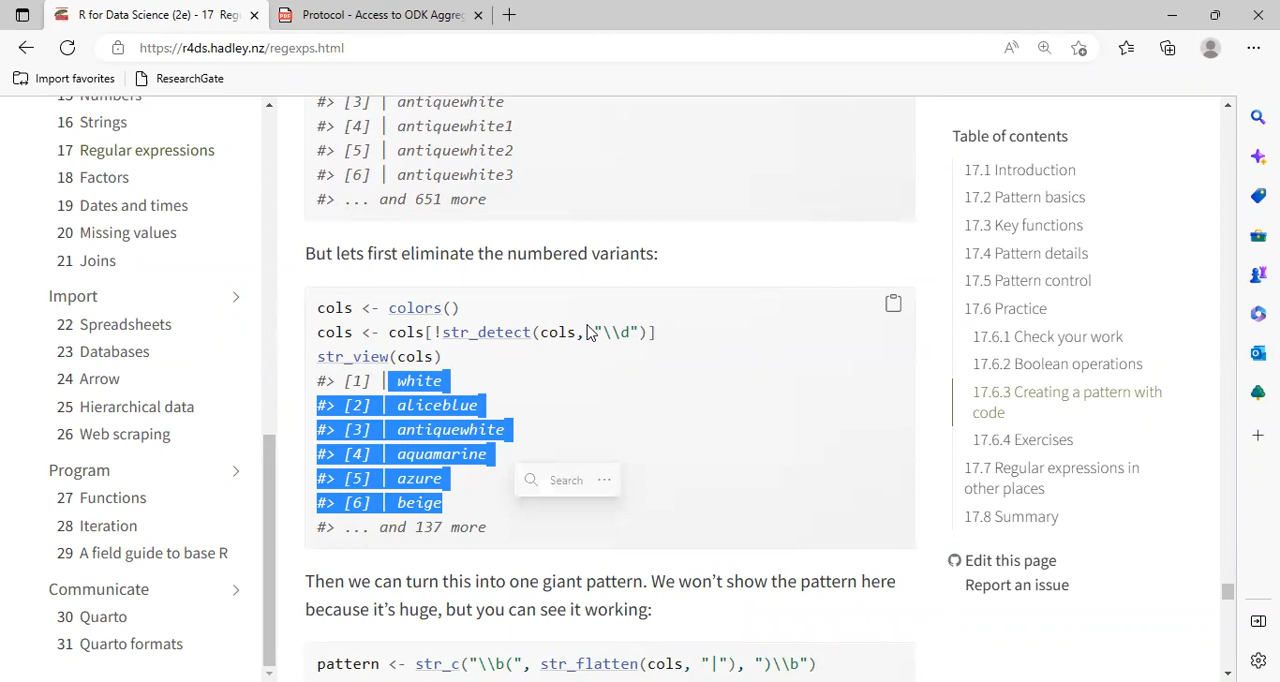 R for Data Science (2e) - 17 Reg
Protocol - Access to ODK Aggreg
https://r4ds.hadley.nz/regexps.html
Import favorites
ResearchGate
15 Numbers
16 Strings
17 Regular expressions
18 Factors
19 Dates and times
20 Missing values
21 Joins
Import
22 Spreadsheets
23 Databases
24 Arrow
25 Hierarchical data
26 Web scraping
Program
27 Functions
28 Iteration
29 A field guide to base R
Communicate
30 Quarto
31 Quarto formats
#> [3] │ antiquewhite
#> [4] │ antiquewhite1
#> [5] │ antiquewhite2
#> [6] │ antiquewhite3
#> ... and 651 more
But lets first eliminate the numbered variants:
cols <- colors()
cols <- cols[!str_detect(cols, "\\d")]
str_view(cols)
#> [1] │ white
#> [2] │ aliceblue
#> [3] │ antiquewhite
#> [4] │ aquamarine
#> [5] │ azure
#> [6] │ beige
#> ... and 137 more
Search
Then we can turn this into one giant pattern. We won’t show the pattern here
because it’s huge, but you can see it working:
pattern <- str_c("\\b(", str_flatten(cols, "|"), ")\\b")
Table of contents
17.1 Introduction
17.2 Pattern basics
17.3 Key functions
17.4 Pattern details
17.5 Pattern control
17.6 Practice
17.6.1 Check your work
17.6.2 Boolean operations
17.6.3 Creating a pattern with
code
17.6.4 Exercises
17.7 Regular expressions in
other places
17.8 Summary
Edit this page
Report an issue